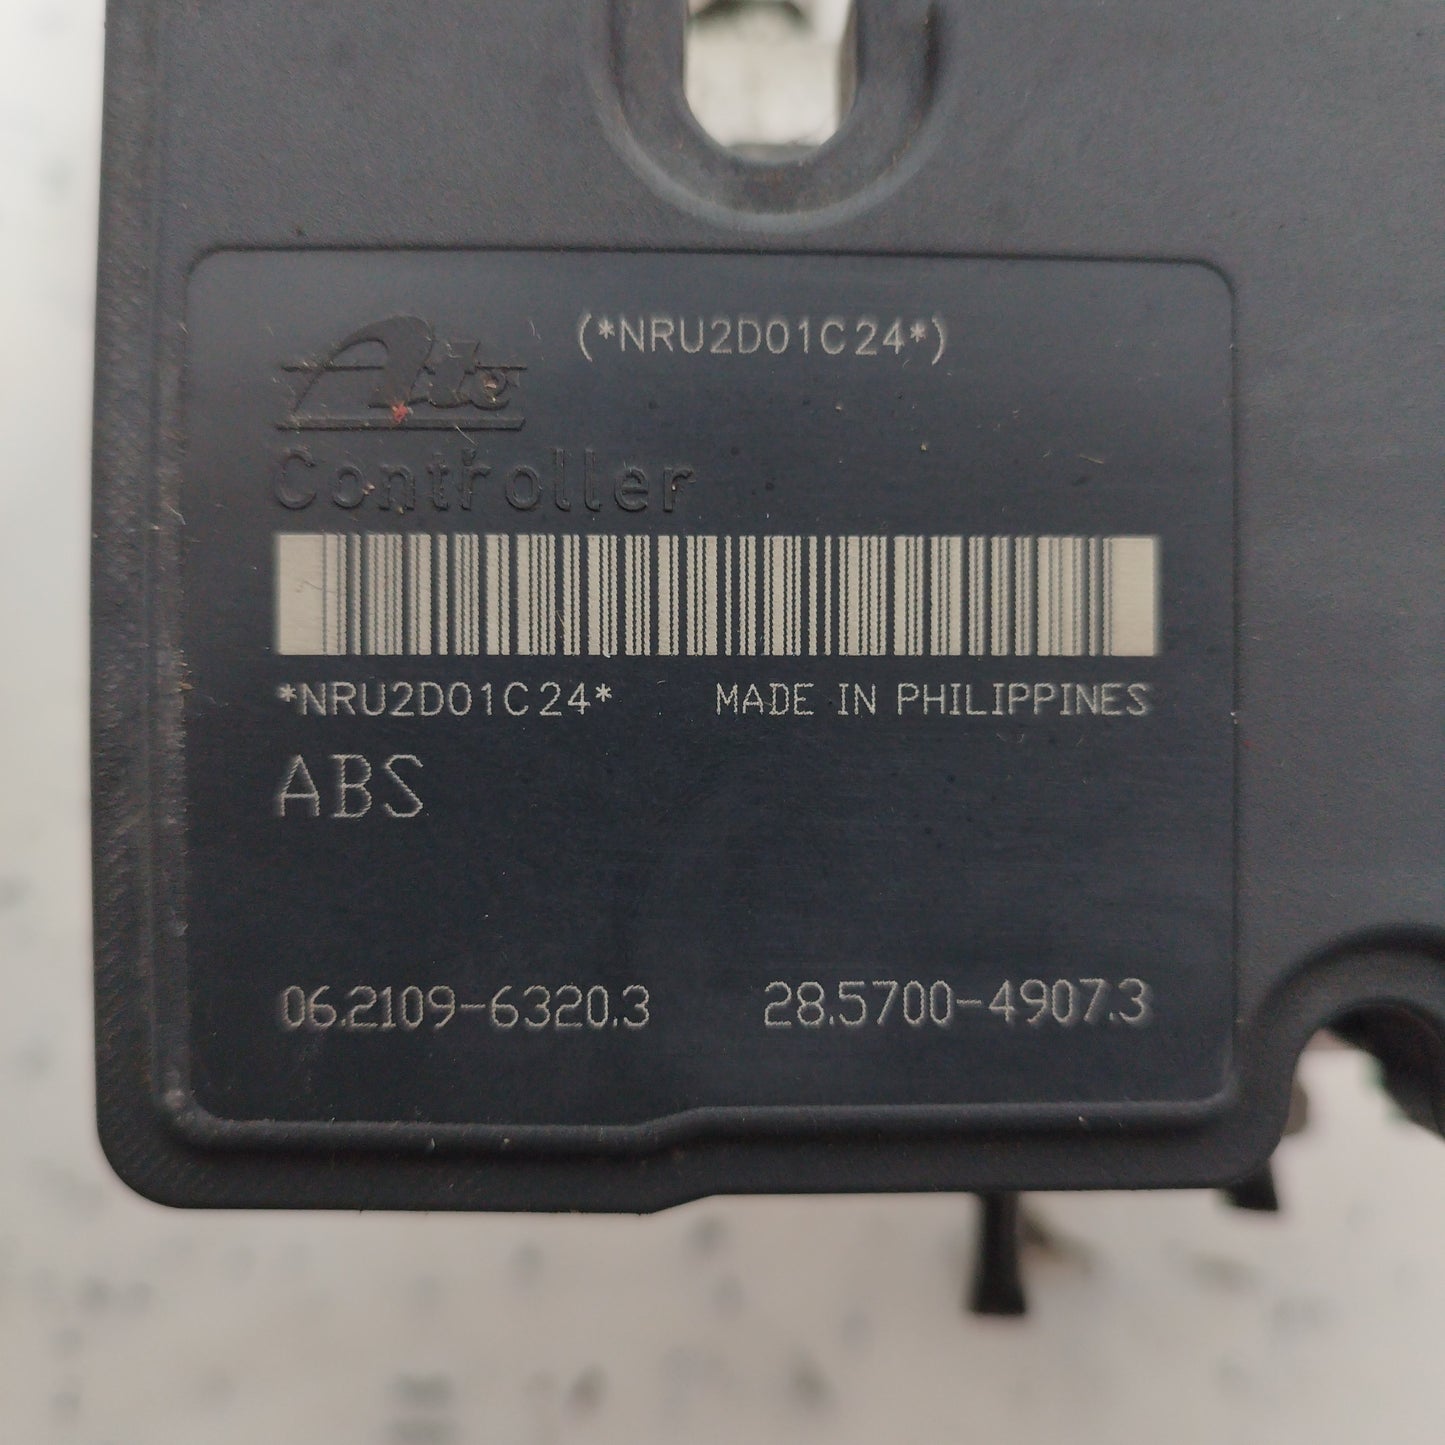 (*NRU2D01C24*)
Ate
Controller
*NRU2D01C24* MADE IN PHILIPPINES
ABS
06.2109-6320.3 28.5700-4907.3